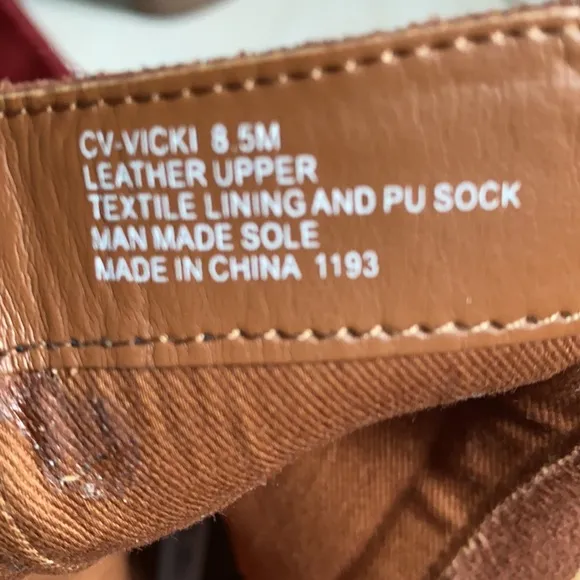 CV-VICKI 8.5M
LEATHER UPPER
TEXTILE LINING AND PU SOCK
MAN MADE SOLE
MADE IN CHINA 1193